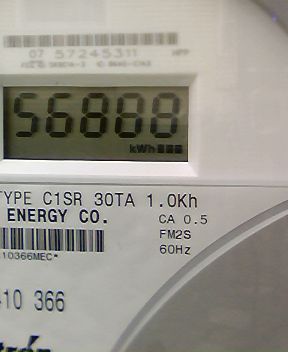 07 57245311
56888
kWh
TYPE C1SR 30TA 1.0Kh
ENERGY CO.
CA 0.5
FM2S
60Hz
10366MEC*
10 366